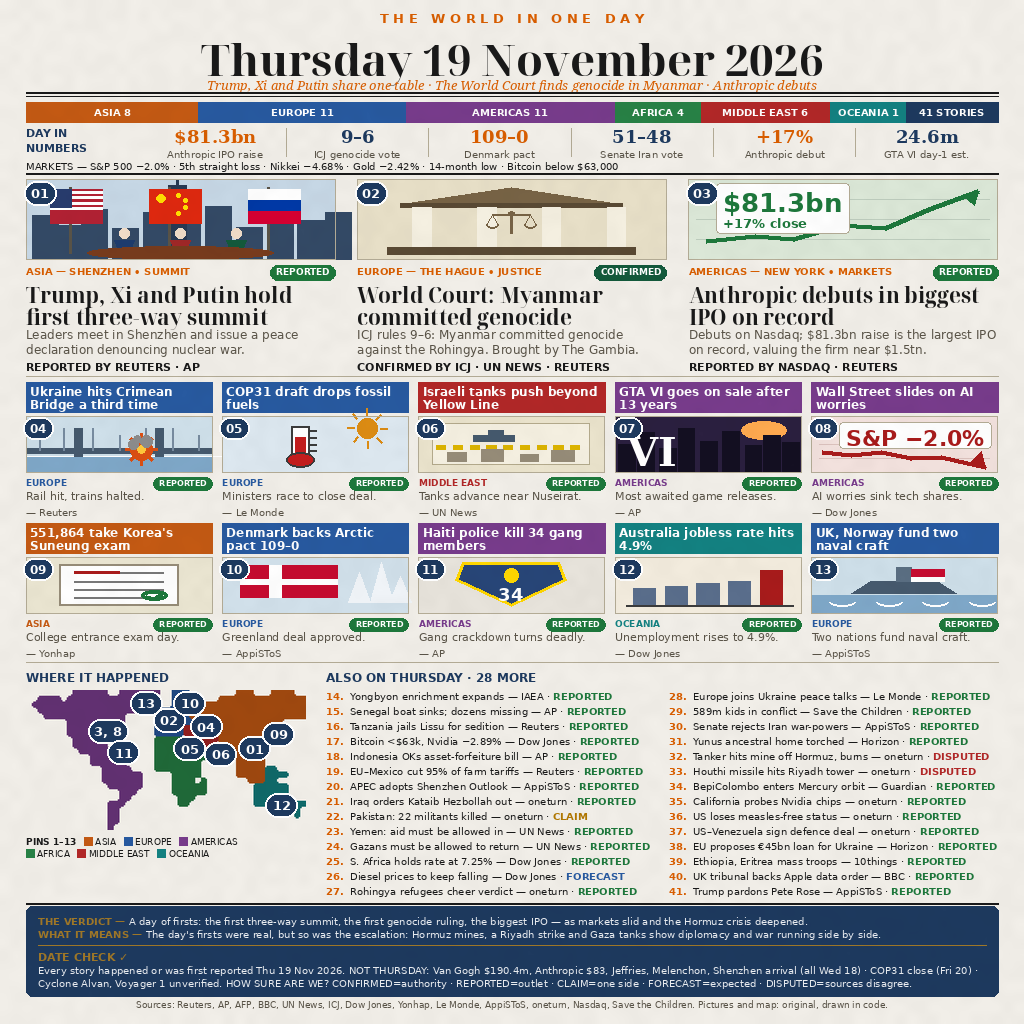 THE WORLD IN ONE DAY
Thursday 19 November 2026
Trump, Xi and Putin share one table · The World Court finds genocide in Myanmar · Anthropic debuts
ASIA 8
EUROPE 11
AMERICAS 11
AFRICA 4
MIDDLE EAST 6
OCEANIA 1
41 STORIES
DAY IN
NUMBERS
$81.3bn
Anthropic IPO raise
9–6
ICJ genocide vote
109–0
Denmark pact
51–48
Senate Iran vote
+17%
Anthropic debut
24.6m
GTA VI day-1 est.
MARKETS — S&P 500 −2.0% · 5th straight loss · Nikkei −4.68% · Gold −2.42% · 14-month low · Bitcoin below $63,000
01
ASIA — SHENZHEN • SUMMIT
REPORTED
Trump, Xi and Putin hold
first three-way summit
Leaders meet in Shenzhen and issue a peace
declaration denouncing nuclear war.
REPORTED BY REUTERS · AP
02
EUROPE — THE HAGUE • JUSTICE
CONFIRMED
World Court: Myanmar
committed genocide
ICJ rules 9–6: Myanmar committed genocide
against the Rohingya. Brought by The Gambia.
CONFIRMED BY ICJ · UN NEWS · REUTERS
03
$81.3bn
+17% close
AMERICAS — NEW YORK • MARKETS
REPORTED
Anthropic debuts in biggest
IPO on record
Debuts on Nasdaq; $81.3bn raise is the largest IPO
on record, valuing the firm near $1.5tn.
REPORTED BY NASDAQ · REUTERS
Ukraine hits Crimean
Bridge a third time
04
EUROPE
REPORTED
Rail hit, trains halted.
— Reuters
COP31 draft drops fossil
fuels
05
EUROPE
REPORTED
Ministers race to close deal.
— Le Monde
Israeli tanks push beyond
Yellow Line
06
MIDDLE EAST
REPORTED
Tanks advance near Nuseirat.
— UN News
GTA VI goes on sale after
13 years
07
VI
AMERICAS
REPORTED
Most awaited game releases.
— AP
Wall Street slides on AI
worries
08
S&P −2.0%
AMERICAS
REPORTED
AI worries sink tech shares.
— Dow Jones
551,864 take Korea's
Suneung exam
09
ASIA
REPORTED
College entrance exam day.
— Yonhap
Denmark backs Arctic
pact 109–0
10
EUROPE
REPORTED
Greenland deal approved.
— AppiSToS
Haiti police kill 34 gang
members
11
34
AMERICAS
REPORTED
Gang crackdown turns deadly.
— AP
Australia jobless rate hits
4.9%
12
OCEANIA
REPORTED
Unemployment rises to 4.9%.
— Dow Jones
UK, Norway fund two
naval craft
13
EUROPE
REPORTED
Two nations fund naval craft.
— AppiSToS
WHERE IT HAPPENED
13
10
02
3, 8
04
09
11
05
06
01
12
PINS 1–13 ASIA EUROPE AMERICAS
AFRICA MIDDLE EAST OCEANIA
ALSO ON THURSDAY · 28 MORE
14. Yongbyon enrichment expands — IAEA · REPORTED
15. Senegal boat sinks; dozens missing — AP · REPORTED
16. Tanzania jails Lissu for sedition — Reuters · REPORTED
17. Bitcoin <$63k, Nvidia −2.89% — Dow Jones · REPORTED
18. Indonesia OKs asset-forfeiture bill — AP · REPORTED
19. EU–Mexico cut 95% of farm tariffs — Reuters · REPORTED
20. APEC adopts Shenzhen Outlook — AppiSToS · REPORTED
21. Iraq orders Kataib Hezbollah out — oneturn · REPORTED
22. Pakistan: 22 militants killed — oneturn · CLAIM
23. Yemen: aid must be allowed in — UN News · REPORTED
24. Gazans must be allowed to return — UN News · REPORTED
25. S. Africa holds rate at 7.25% — Dow Jones · REPORTED
26. Diesel prices to keep falling — Dow Jones · FORECAST
27. Rohingya refugees cheer verdict — oneturn · REPORTED
28. Europe joins Ukraine peace talks — Le Monde · REPORTED
29. 589m kids in conflict — Save the Children · REPORTED
30. Senate rejects Iran war-powers — AppiSToS · REPORTED
31. Yunus ancestral home torched — Horizon · REPORTED
32. Tanker hits mine off Hormuz, burns — oneturn · DISPUTED
33. Houthi missile hits Riyadh tower — oneturn · DISPUTED
34. BepiColombo enters Mercury orbit — Guardian · REPORTED
35. California probes Nvidia chips — oneturn · REPORTED
36. US loses measles-free status — oneturn · REPORTED
37. US–Venezuela sign defence deal — oneturn · REPORTED
38. EU proposes €45bn loan for Ukraine — Horizon · REPORTED
39. Ethiopia, Eritrea mass troops — 10things · REPORTED
40. UK tribunal backs Apple data order — BBC · REPORTED
41. Trump pardons Pete Rose — AppiSToS · REPORTED
THE VERDICT — A day of firsts: the first three-way summit, the first genocide ruling, the biggest IPO — as markets slid and the Hormuz crisis deepened.
WHAT IT MEANS — The day's firsts were real, but so was the escalation: Hormuz mines, a Riyadh strike and Gaza tanks show diplomacy and war running side by side.
DATE CHECK ✓
Every story happened or was first reported Thu 19 Nov 2026. NOT THURSDAY: Van Gogh $190.4m, Anthropic $83, Jeffries, Melenchon, Shenzhen arrival (all Wed 18) · COP31 close (Fri 20) ·
Cyclone Alvan, Voyager 1 unverified. HOW SURE ARE WE? CONFIRMED=authority · REPORTED=outlet · CLAIM=one side · FORECAST=expected · DISPUTED=sources disagree.
Sources: Reuters, AP, AFP, BBC, UN News, ICJ, Dow Jones, Yonhap, Le Monde, AppiSToS, oneturn, Nasdaq, Save the Children. Pictures and map: original, drawn in code.